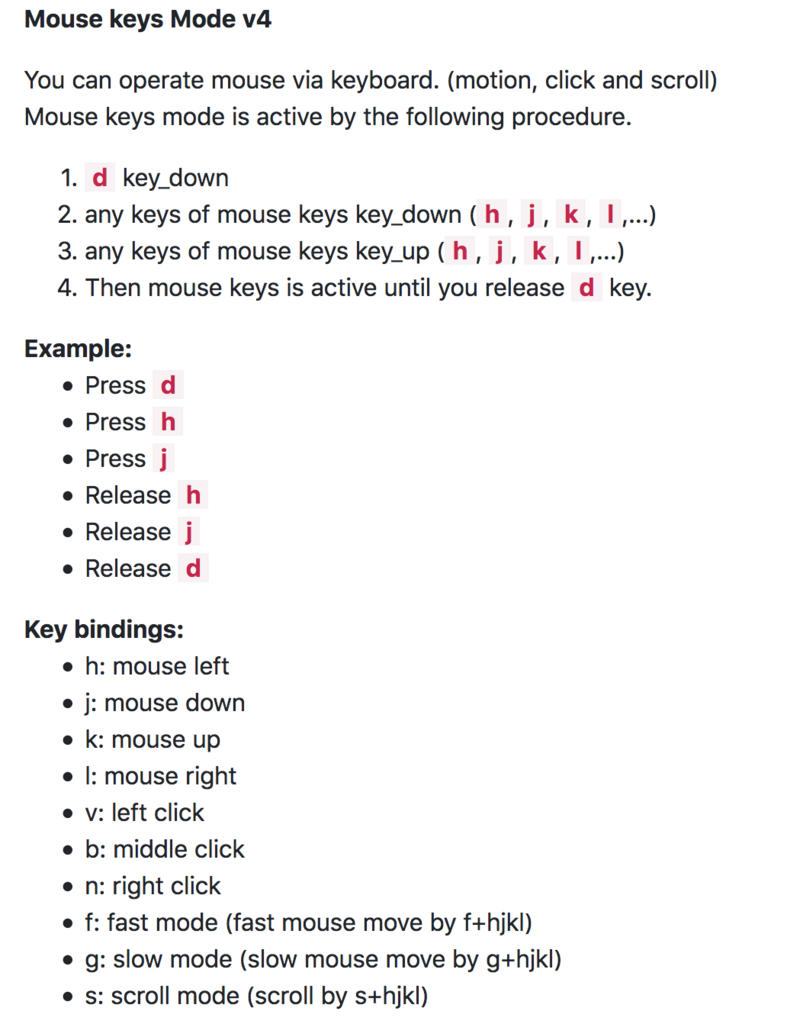 Mouse keys Mode v4
You can operate mouse via keyboard. (motion, click and scroll)
Mouse keys mode is active by the following procedure.
1. d key_down
2. any keys of mouse keys key_down ( h , j , k , l ,...)
3. any keys of mouse keys key_up ( h , j , k , l ,...)
4. Then mouse keys is active until you release d key.
Example:
• Press d
• Press h
• Press j
• Release h
• Release j
• Release d
Key bindings:
• h: mouse left
• j: mouse down
• k: mouse up
• l: mouse right
• v: left click
• b: middle click
• n: right click
• f: fast mode (fast mouse move by f+hjkl)
• g: slow mode (slow mouse move by g+hjkl)
• s: scroll mode (scroll by s+hjkl)